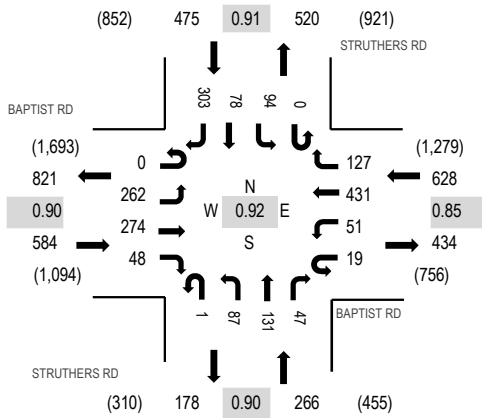 (852) 475 0.91 520 (921)
STRUTHERS RD
BAPTIST RD
303 78 94 0
(1,693)
821
0.90
584
(1,094)
0
262
274
48
N
W 0.92 E
S
127
431
51
19
(1,279)
628
0.85
434
(756)
1 87 131 47
BAPTIST RD
STRUTHERS RD
(310) 178 0.90 266 (455)